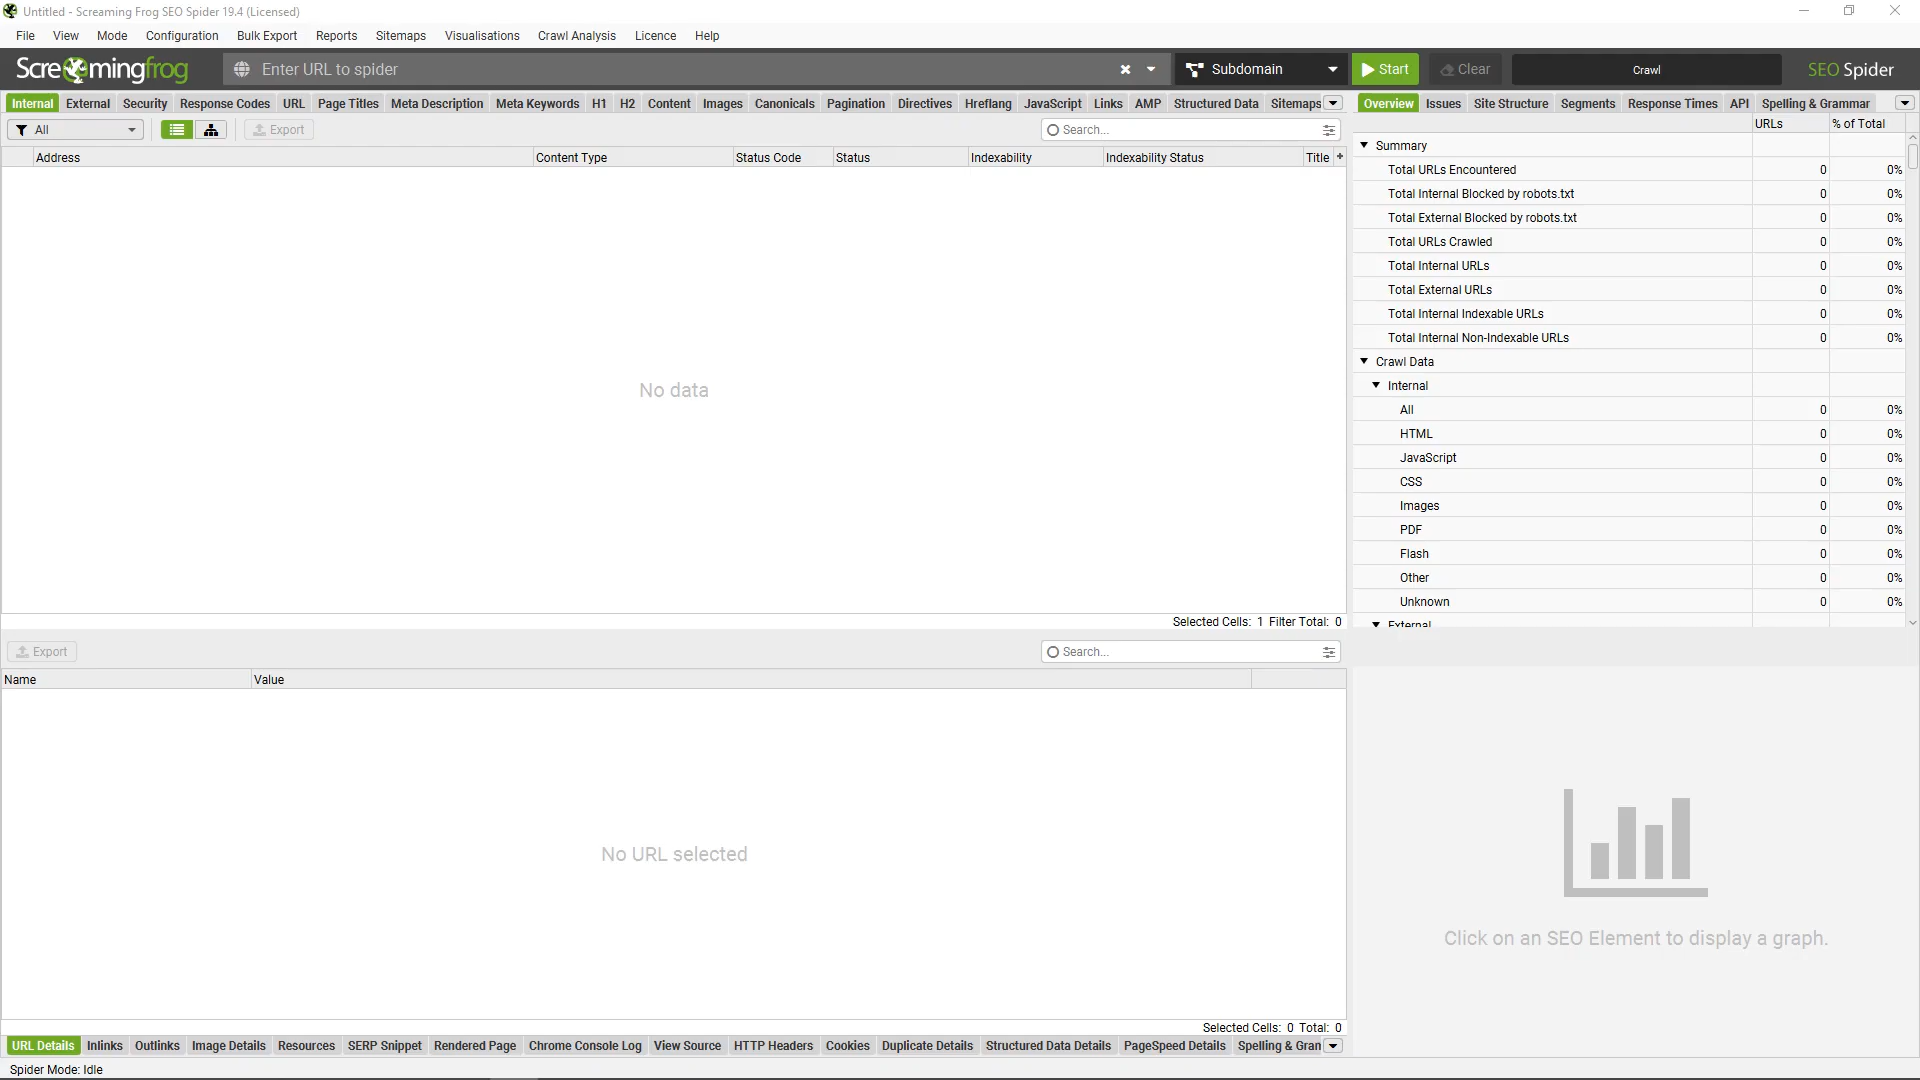 Untitled - Screaming Frog SEO Spider 19.4 (Licensed)
File View Mode Configuration Bulk Export Reports Sitemaps Visualisations Crawl Analysis Licence Help
Screamingfrog Enter URL to spider Subdomain Start Clear Crawl SEO Spider
Internal External Security Response Codes URL Page Titles Meta Description Meta Keywords H1 H2 Content Images Canonicals Pagination Directives Hreflang JavaScript Links AMP Structured Data Sitemaps
All Export Search...
Address Content Type Status Code Status Indexability Indexability Status Title +
No data
Selected Cells: 1 Filter Total: 0
Export Search...
Name Value
No URL selected
Selected Cells: 0 Total: 0
URL Details Inlinks Outlinks Image Details Resources SERP Snippet Rendered Page Chrome Console Log View Source HTTP Headers Cookies Duplicate Details Structured Data Details PageSpeed Details Spelling & Gran
Overview Issues Site Structure Segments Response Times API Spelling & Grammar
URLs % of Total
Summary
Total URLs Encountered 0 0%
Total Internal Blocked by robots.txt 0 0%
Total External Blocked by robots.txt 0 0%
Total URLs Crawled 0 0%
Total Internal URLs 0 0%
Total External URLs 0 0%
Total Internal Indexable URLs 0 0%
Total Internal Non-Indexable URLs 0 0%
Crawl Data
Internal
All 0 0%
HTML 0 0%
JavaScript 0 0%
CSS 0 0%
Images 0 0%
PDF 0 0%
Flash 0 0%
Other 0 0%
Unknown 0 0%
External
Click on an SEO Element to display a graph.
Spider Mode: Idle